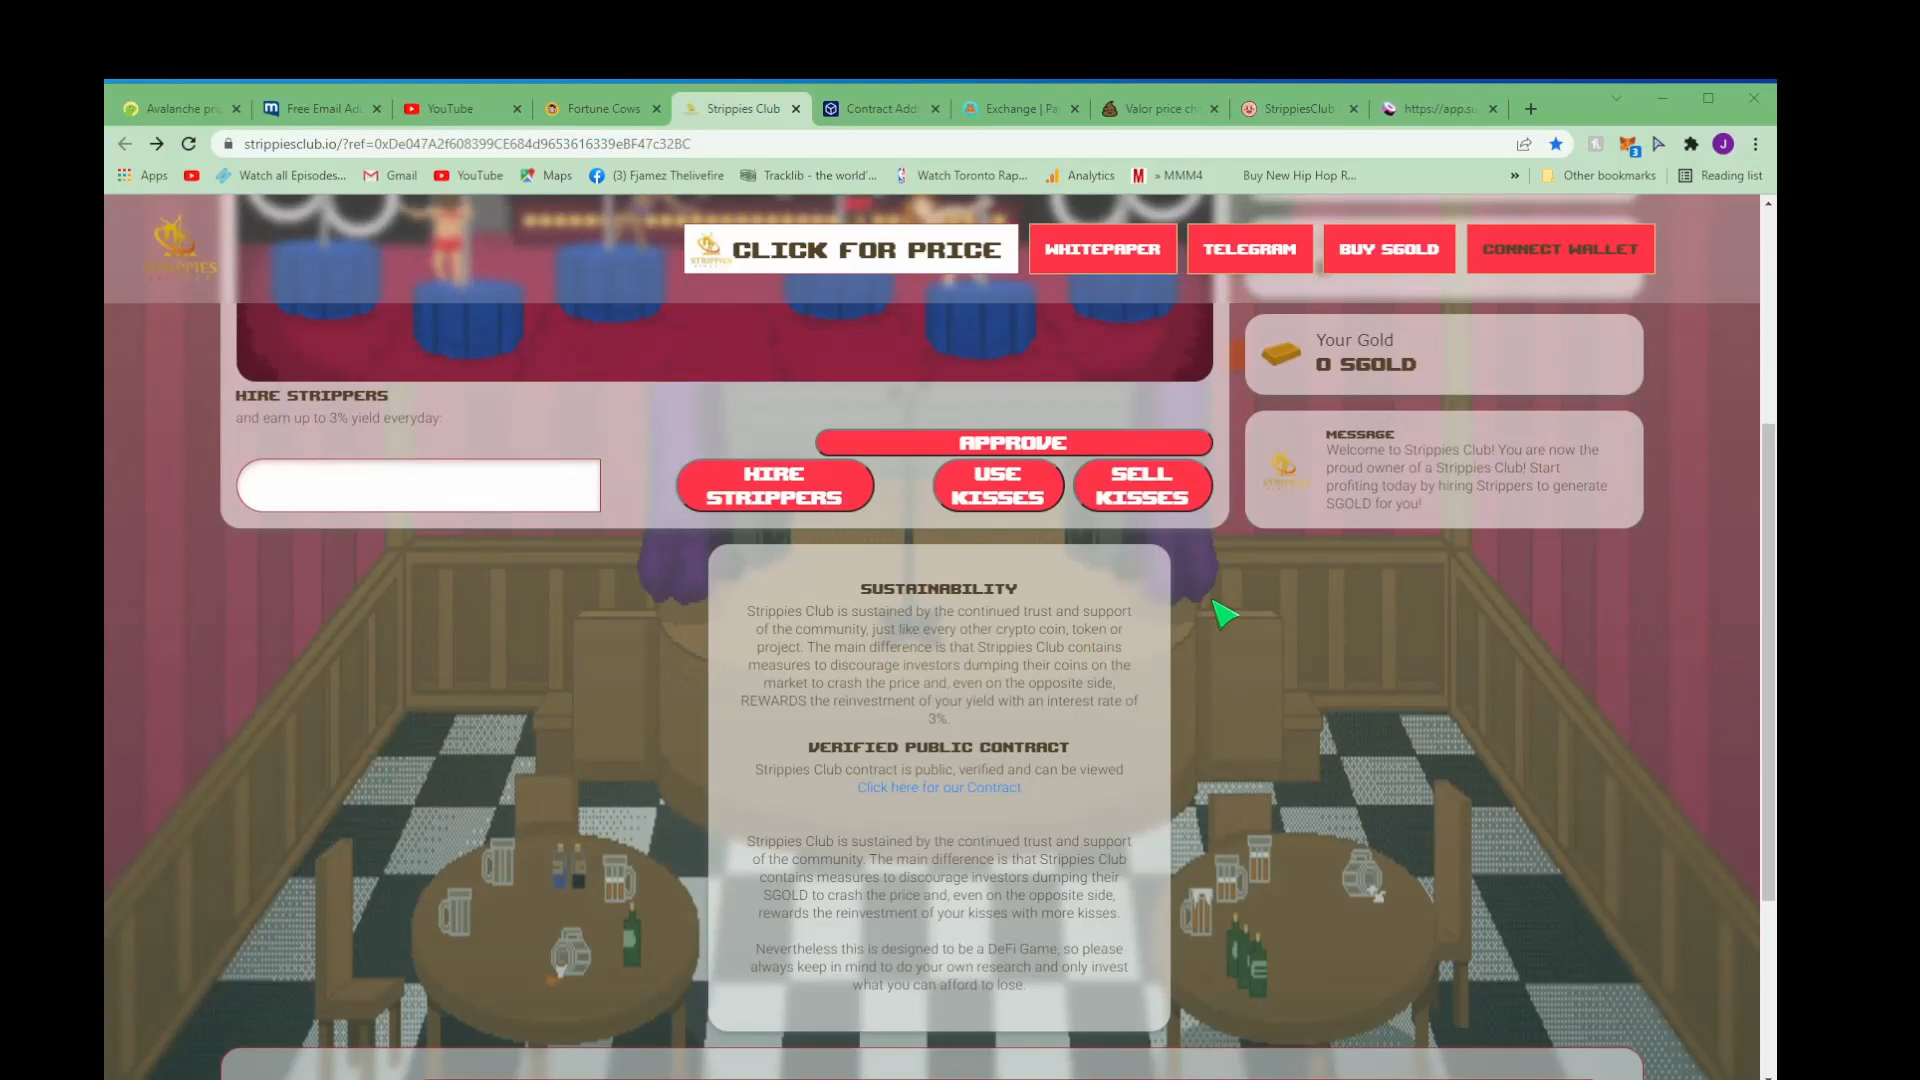 Avalanche pric
Free Email Add
YouTube
Fortune Cows
Strippies Club
Contract Addr
Exchange | Pa
Valor price ch
StrippiesClub
https://app.su
strippiesclub.io/?ref=0xDe047A2f608399CE684d9653616339eBF47c32BC
3
J
Apps
Watch all Episodes...
Gmail
YouTube
Maps
(3) Fjamez Thelivefire
Tracklib - the world'...
Watch Toronto Rap...
Analytics
» MMM4
Buy New Hip Hop R...
»
Other bookmarks
Reading list
STRIPPIES
CLICK FOR PRICE
WHITEPAPER
TELEGRAM
BUY SGOLD
CONNECT WALLET
Your Gold
0 SGOLD
HIRE STRIPPERS
and earn up to 3% yield everyday:
APPROVE
HIRE
STRIPPERS
USE
KISSES
SELL
KISSES
MESSAGE
Welcome to Strippies Club! You are now the
proud owner of a Strippies Club! Start
profiting today by hiring Strippers to generate
SGOLD for you!
SUSTAINABILITY
Strippies Club is sustained by the continued trust and support
of the community, just like every other crypto coin, token or
project. The main difference is that Strippies Club contains
measures to discourage investors dumping their coins on the
market to crash the price and, even on the opposite side,
REWARDS the reinvestment of your yield with an interest rate of
3%.
VERIFIED PUBLIC CONTRACT
Strippies Club contract is public, verified and can be viewed
Click here for our Contract
Strippies Club is sustained by the continued trust and support
of the community. The main difference is that Strippies Club
contains measures to discourage investors dumping their
SGOLD to crash the price and, even on the opposite side,
rewards the reinvestment of your kisses with more kisses.
Nevertheless this is designed to be a DeFi Game, so please
always keep in mind to do your own research and only invest
what you can afford to lose.